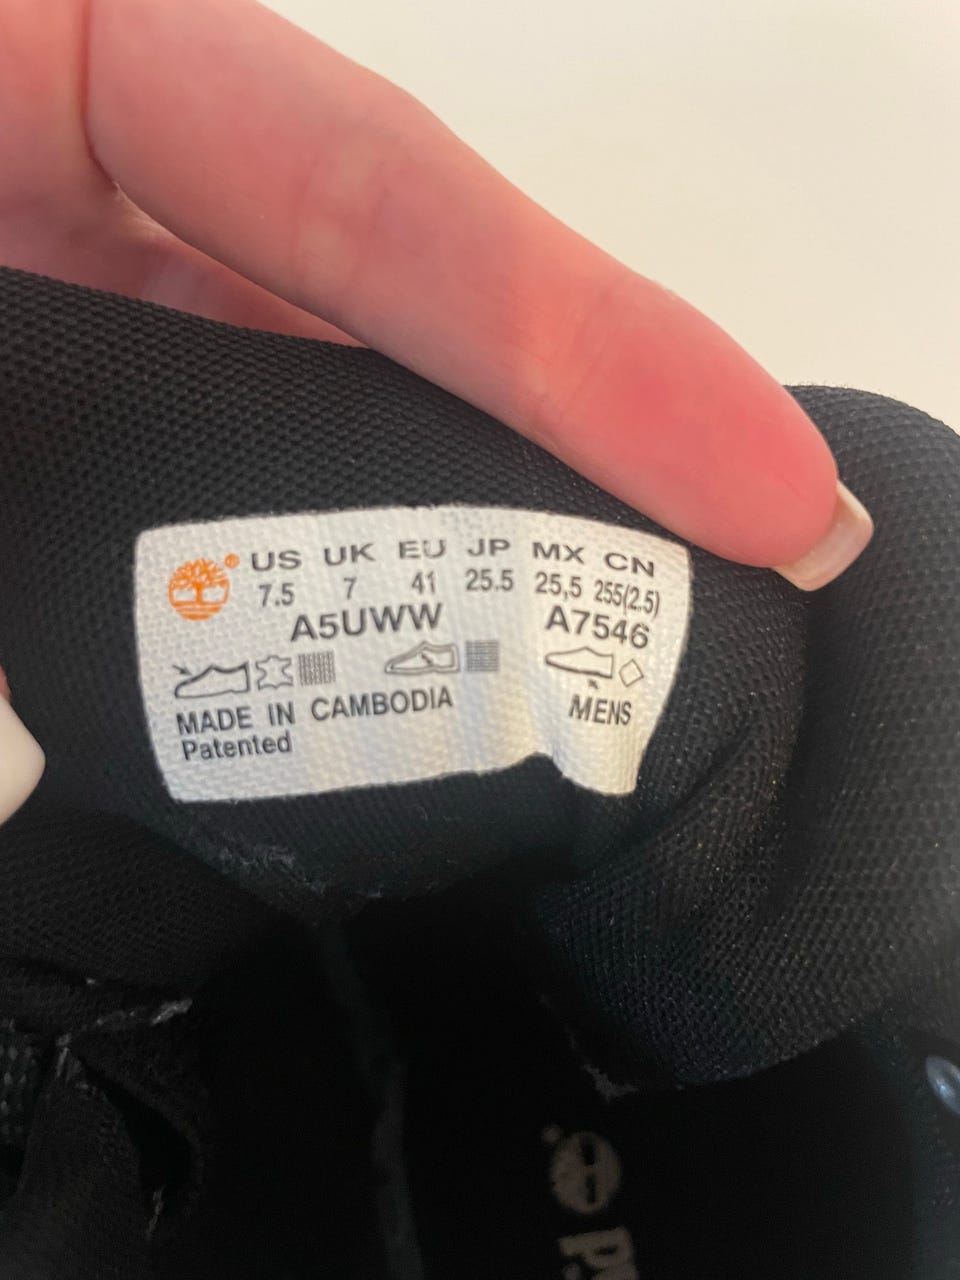 ® US UK EU JP MX CN
7.5 7 41 25.5 25,5 255(2.5)
A5UWW A7546
MADE IN CAMBODIA MENS
Patented